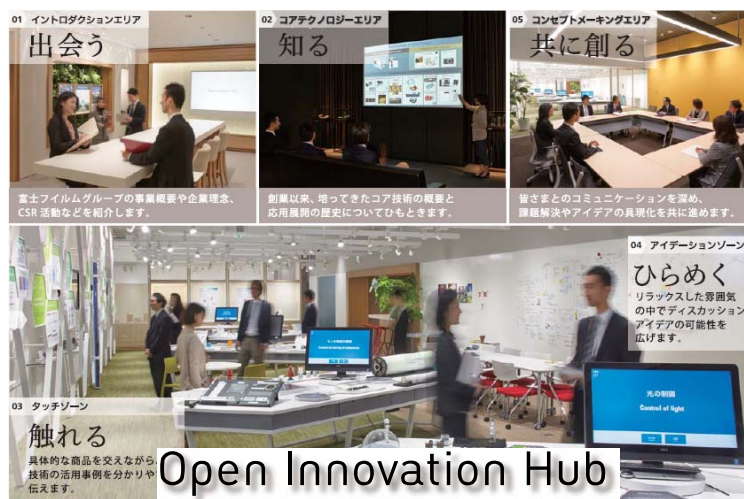 01 イントロダクションエリア
出会う
富士フイルムグループの事業概要や企業理念、
CSR 活動などを紹介します。
02 コアテクノロジーエリア
知る
創業以来、培ってきたコア技術の概要と
応用展開の歴史についてひもときます。
05 コンセプトメーキングエリア
共に創る
皆さまとのコミュニケーションを深め、
課題解決やアイデアの具現化を共に進めます。
04 アイデーションゾーン
ひらめく
リラックスした雰囲気
の中でディスカッション
アイデアの可能性を
広げます。
03 タッチゾーン
触れる
具体的な商品を交えながら
技術の活用事例を分かりや
伝えます。
光の制御
Control of light
Open Innovation Hub